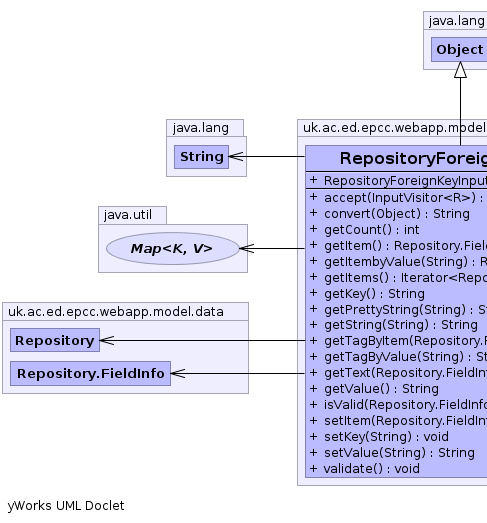 java.lang
Object
java.lang
String
java.util
Map<K, V>
uk.ac.ed.epcc.webapp.model.data
Repository
Repository.FieldInfo
uk.ac.ed.epcc.webapp.model
RepositoryForeig
+ RepositoryForeignKeyInput
+ accept(InputVisitor<R>) :
+ convert(Object) : String
+ getCount() : int
+ getItem() : Repository.Fiel
+ getItembyValue(String) : R
+ getItems() : Iterator<Repo
+ getKey() : String
+ getPrettyString(String) : S
+ getString(String) : String
+ getTagByItem(Repository.F
+ getTagByValue(String) : St
+ getText(Repository.FieldInf
+ getValue() : String
+ isValid(Repository.FieldInfo
+ setItem(Repository.FieldInf
+ setKey(String) : void
+ setValue(String) : String
+ validate() : void
yWorks UML Doclet